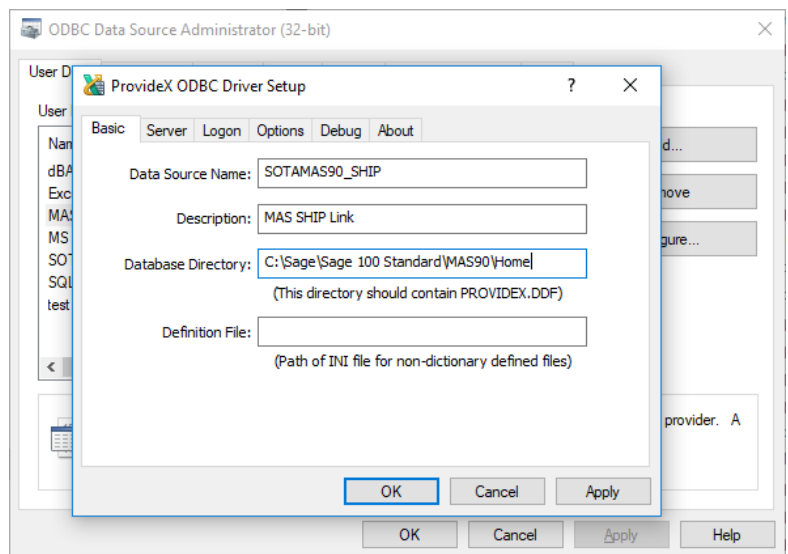 ODBC Data Source Administrator (32-bit)
User D
ProvideX ODBC Driver Setup ?
User
Basic Server Logon Options Debug About
Nam
d...
Data Source Name: SOTAMAS90_SHIP
dBA
Exc
move
MAS
Description: MAS SHIP Link
MS
gure...
SOT
Database Directory: C:\Sage\Sage 100 Standard\MAS90\Home
SQL
(This directory should contain PROVIDEX.DDF)
test
Definition File:
(Path of INI file for non-dictionary defined files)
provider. A
OK Cancel Apply
OK Cancel Apply Help